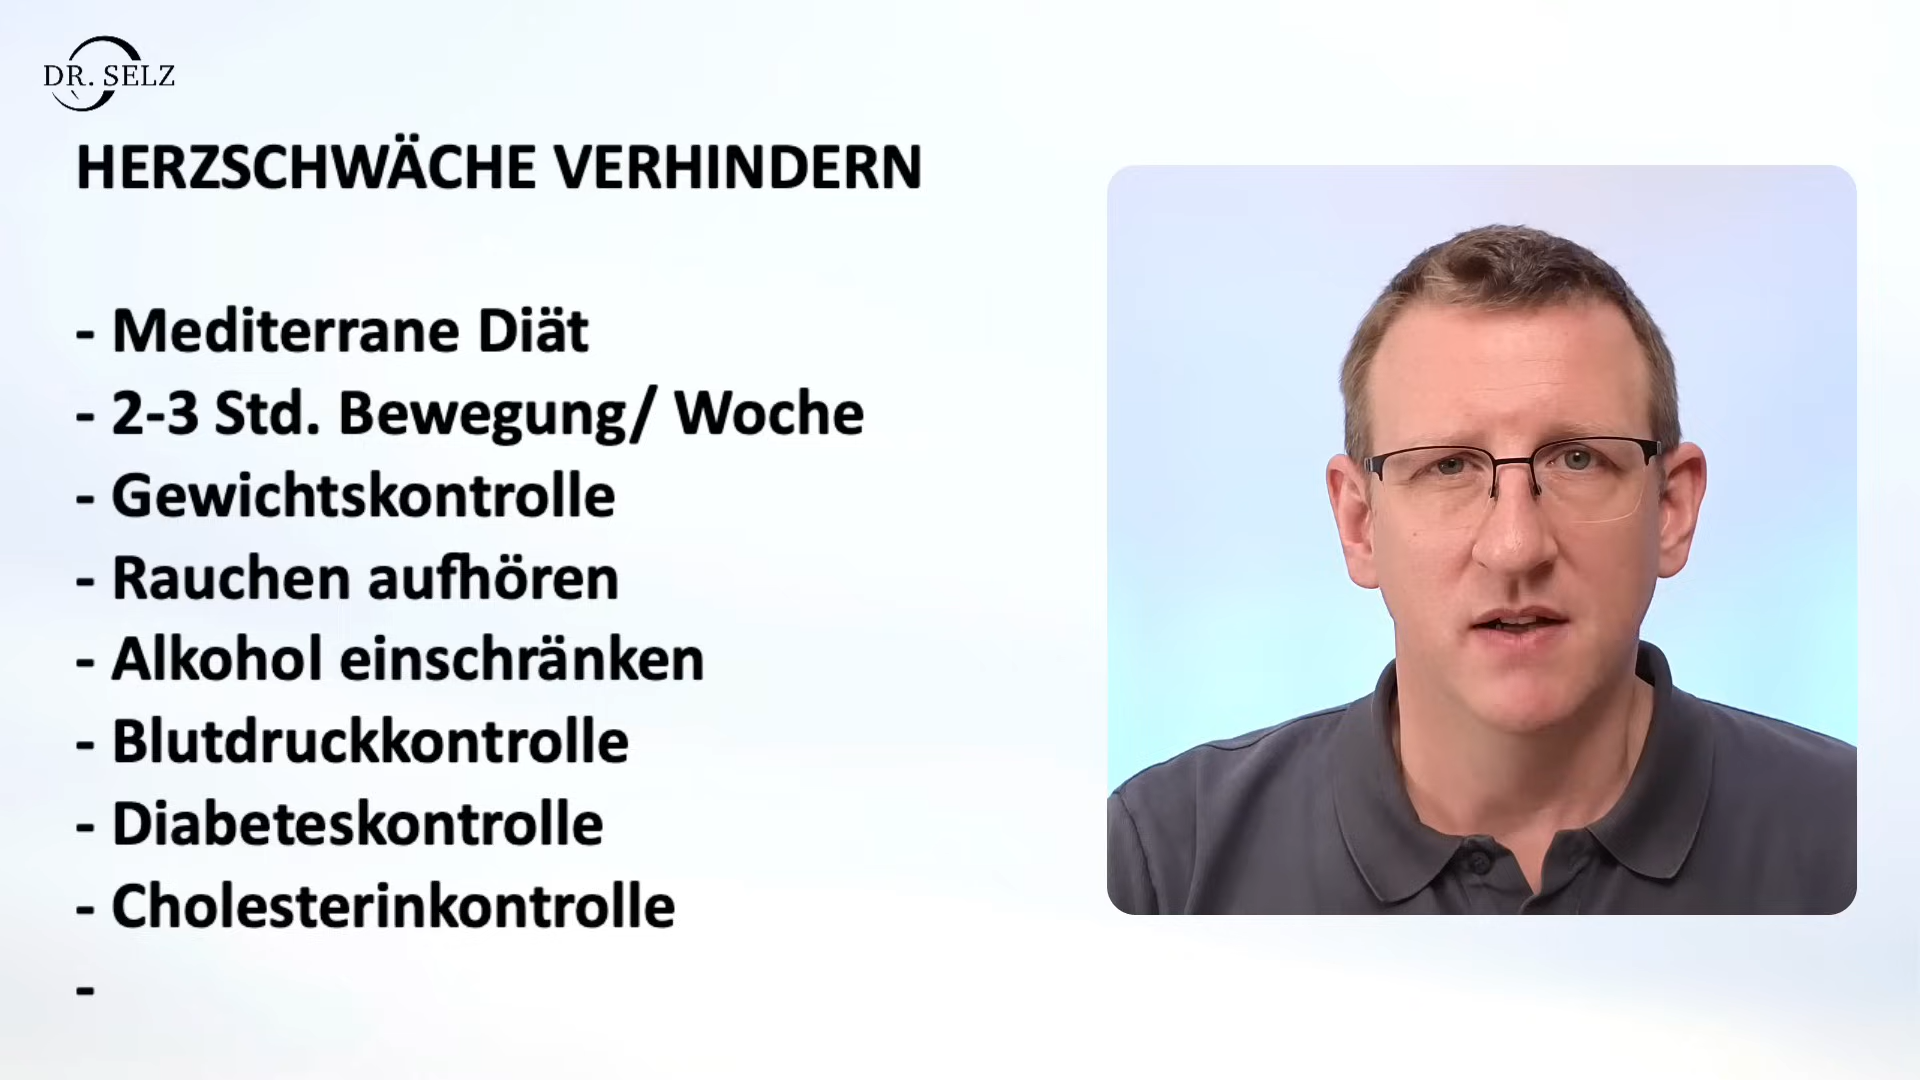 DR. SELZ
HERZSCHWÄCHE VERHINDERN
- Mediterrane Diät
- 2-3 Std. Bewegung/ Woche
- Gewichtskontrolle
- Rauchen aufhören
- Alkohol einschränken
- Blutdruckkontrolle
- Diabeteskontrolle
- Cholesterinkontrolle
-